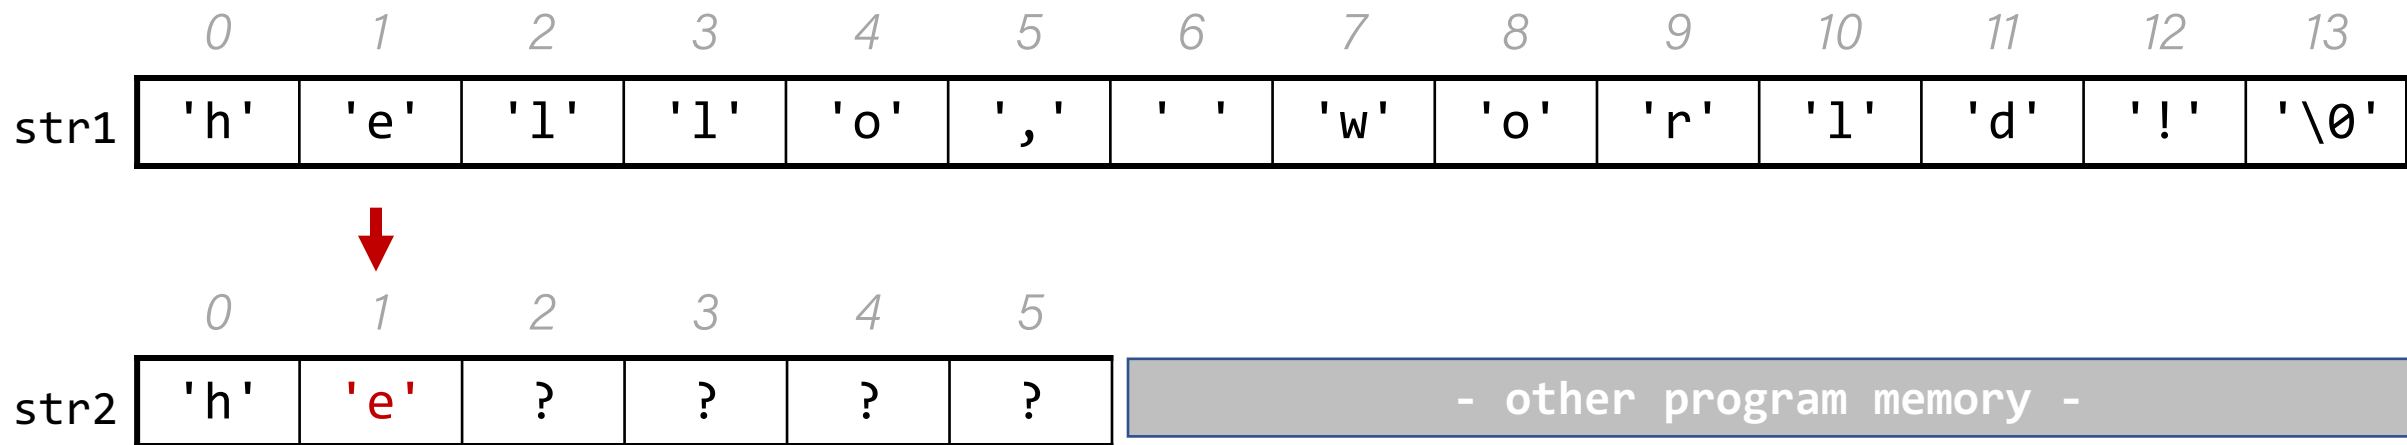 0 1 2 3 4 5 6 7 8 9 10 11 12 13
str1 'h' 'e' 'l' 'l' 'o' ',' ' ' 'w' 'o' 'r' 'l' 'd' '!' '\0'
0 1 2 3 4 5
str2 'h' 'e' ? ? ? ? - other program memory -